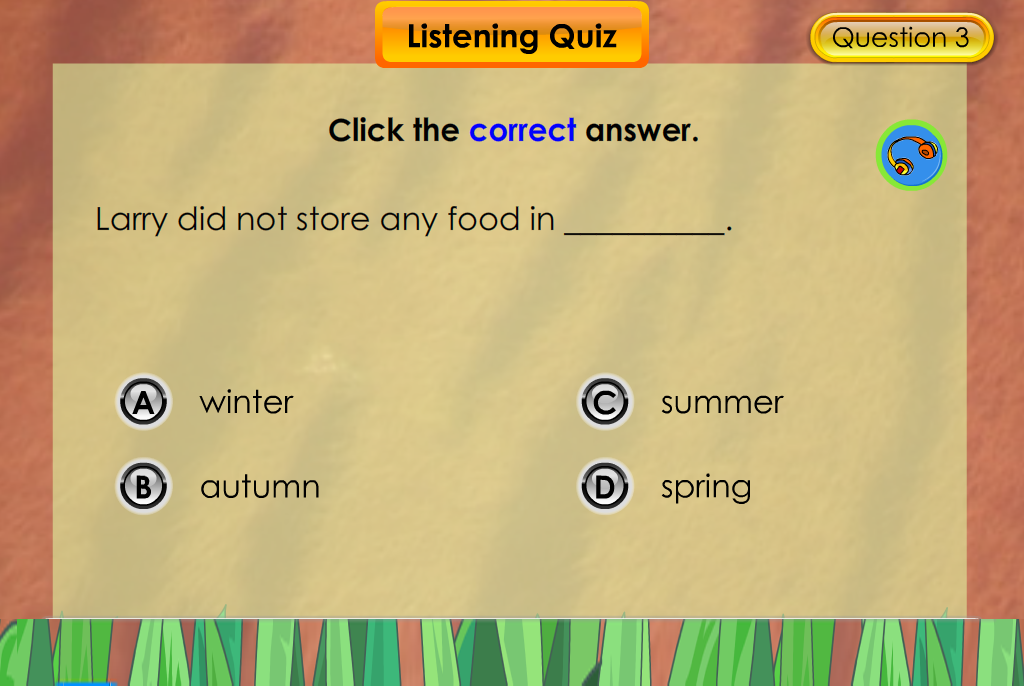 Listening Quiz
Question 3
Click the correct answer.
Larry did not store any food in __________.
A winter
C summer
B autumn
D spring